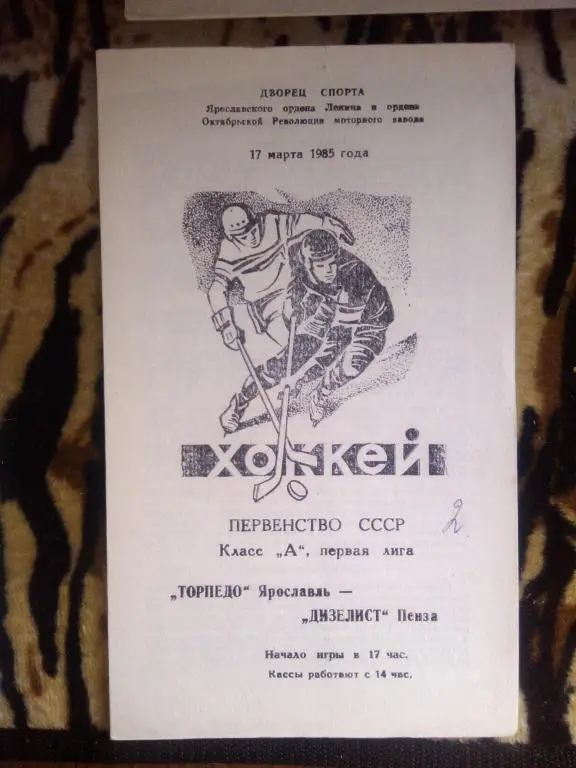 ДВОРЕЦ СПОРТА
Ярославского ордена Ленина и ордена
Октябрьской Революции моторного завода
17 марта 1985 года
хоккей
ПЕРВЕНСТВО СССР
2
Класс „А“, первая лига
„ТОРПЕДО“ Ярославль —
„ДИЗЕЛИСТ“ Пенза
Начало игры в 17 час.
Кассы работают с 14 час.